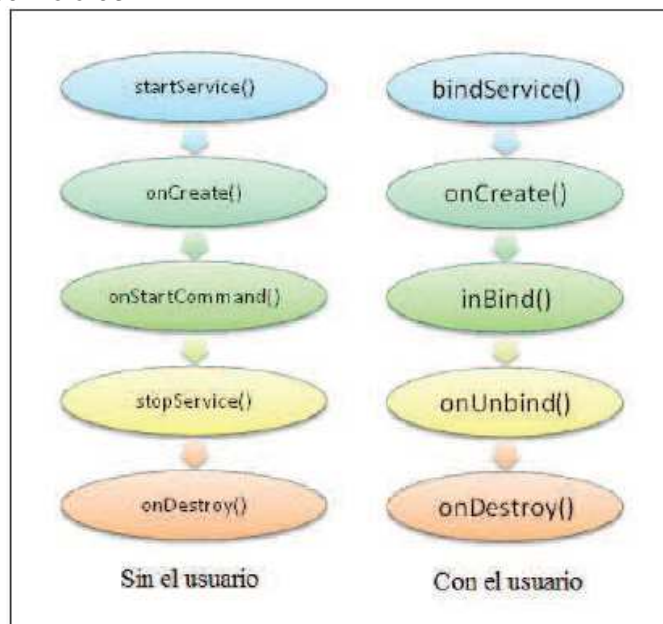 startService()
onCreate()
onStartCommand()
stopService()
onDestroy()
Sin el usuario
bindService()
onCreate()
inBind()
onUnbind()
onDestroy()
Con el usuario